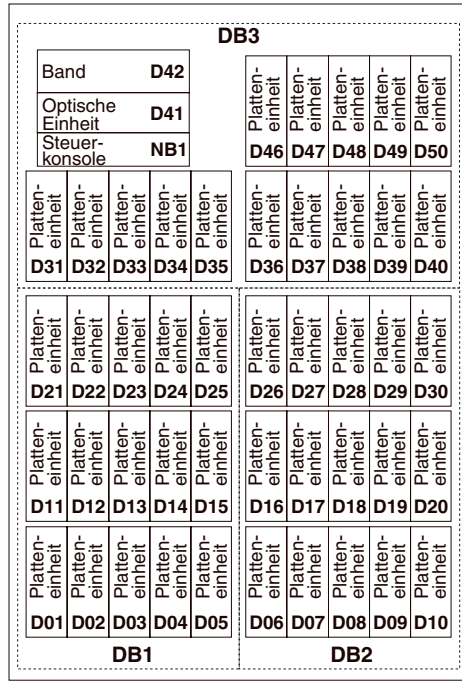 DB3
Band D42
Optische
Einheit D41
Steuer-
konsole NB1
Platten-
einheit
D46
Platten-
einheit
D47
Platten-
einheit
D48
Platten-
einheit
D49
Platten-
einheit
D50
Platten-
einheit
D31
Platten-
einheit
D32
Platten-
einheit
D33
Platten-
einheit
D34
Platten-
einheit
D35
Platten-
einheit
D36
Platten-
einheit
D37
Platten-
einheit
D38
Platten-
einheit
D39
Platten-
einheit
D40
Platten-
einheit
D21
Platten-
einheit
D22
Platten-
einheit
D23
Platten-
einheit
D24
Platten-
einheit
D25
Platten-
einheit
D26
Platten-
einheit
D27
Platten-
einheit
D28
Platten-
einheit
D29
Platten-
einheit
D30
Platten-
einheit
D11
Platten-
einheit
D12
Platten-
einheit
D13
Platten-
einheit
D14
Platten-
einheit
D15
Platten-
einheit
D16
Platten-
einheit
D17
Platten-
einheit
D18
Platten-
einheit
D19
Platten-
einheit
D20
Platten-
einheit
D01
Platten-
einheit
D02
Platten-
einheit
D03
Platten-
einheit
D04
Platten-
einheit
D05
Platten-
einheit
D06
Platten-
einheit
D07
Platten-
einheit
D08
Platten-
einheit
D09
Platten-
einheit
D10
DB1
DB2